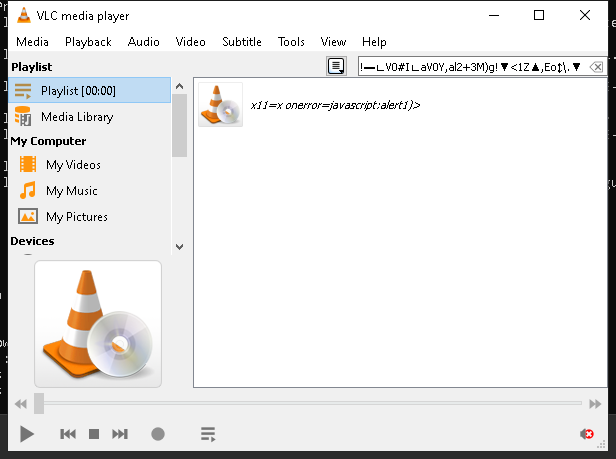 VLC media player
Media Playback Audio Video Subtitle Tools View Help
Playlist
!—∟V0#I∟aV0Y,al2+3M)g!▼<1Z▲,Eo↨\.▼
Playlist [00:00]
x11=x onerror=javascript:alert1)>
Media Library
My Computer
My Videos
My Music
My Pictures
Devices